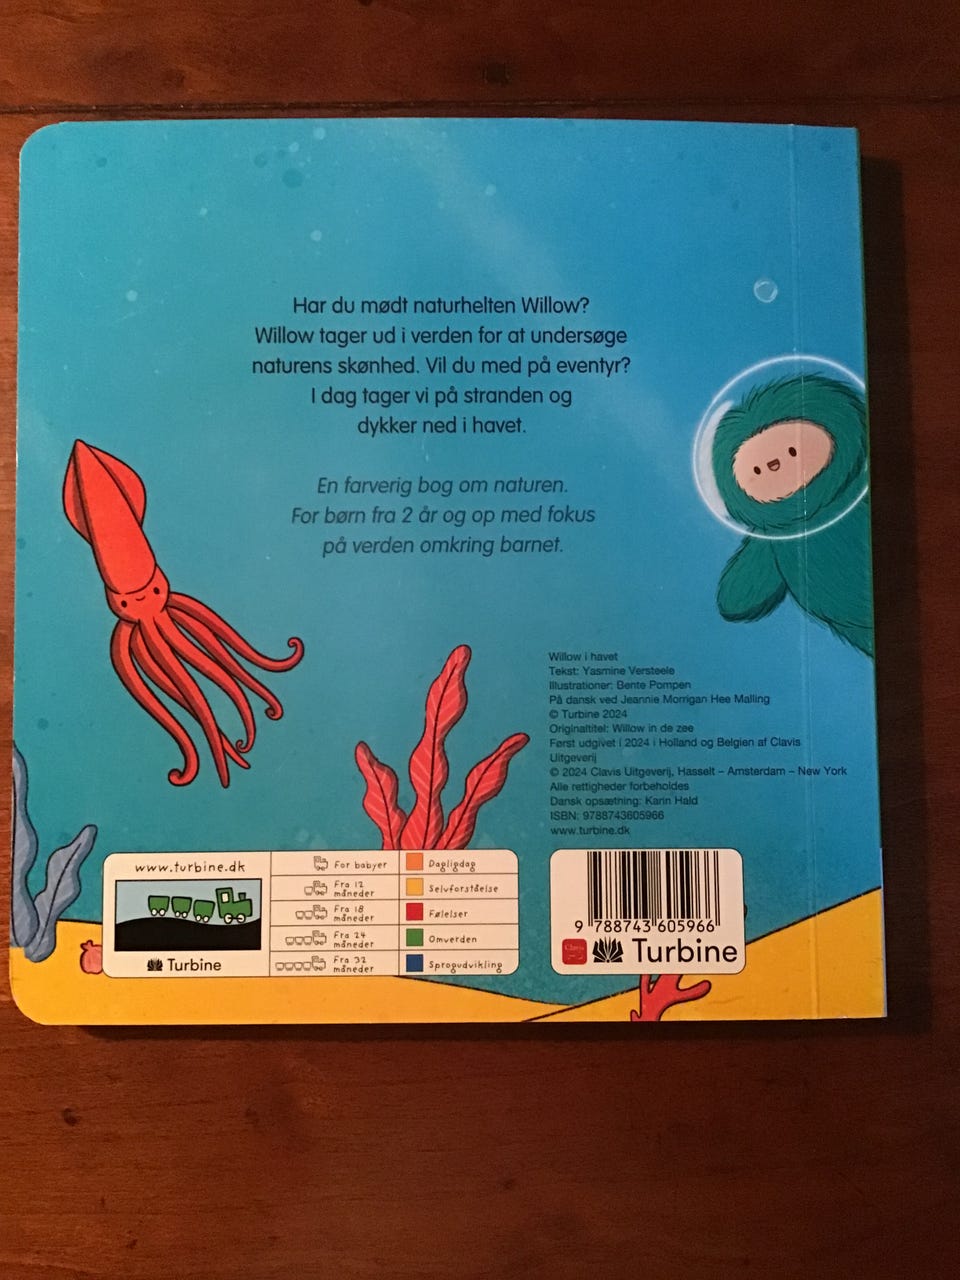 Har du mødt naturhelten Willow?
Willow tager ud i verden for at undersøge
naturens skønhed. Vil du med på eventyr?
I dag tager vi på stranden og
dykker ned i havet.
En farverig bog om naturen.
For børn fra 2 år og op med fokus
på verden omkring barnet.
Willow i havet
Tekst: Yasmine Versteele
Illustrationer: Bente Pompen
På dansk ved Jeannie Morrigan Hee Malling
© Turbine 2024
Originaltitel: Willow in de zee
Først udgivet i 2024 i Holland og Belgien af Clavis
Uitgeverij
© 2024 Clavis Uitgeverij, Hasselt – Amsterdam – New York
Alle rettigheder forbeholdes
Dansk opsætning: Karin Hald
ISBN: 9788743605966
www.turbine.dk
www.turbine.dk
Turbine
For babyer
Fra 12
måneder
Fra 18
måneder
Fra 24
måneder
Fra 32
måneder
Dagligdag
Selvforståelse
Følelser
Omverden
Sprogudvikling
9 788743 605966
Clavis
Turbine